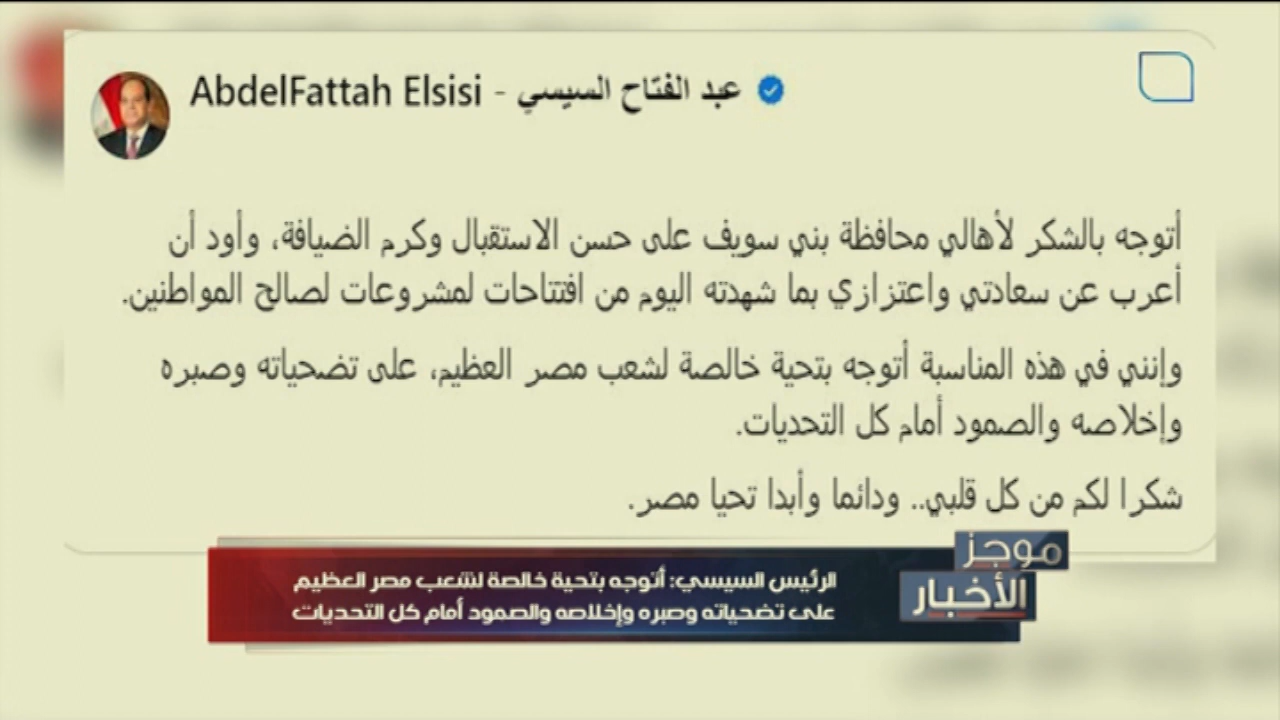 AbdelFattah Elsisi - عبد الفتاح السيسي
أتوجه بالشكر لأهالي محافظة بني سويف على حسن الاستقبال وكرم الضيافة، وأود أن
أعرب عن سعادتي واعتزازي بما شهدته اليوم من افتتاحات لمشروعات لصالح المواطنين.
وإنني في هذه المناسبة أتوجه بتحية خالصة لشعب مصر العظيم، على تضحياته وصبره
وإخلاصه والصمود أمام كل التحديات.
شكرا لكم من كل قلبي.. ودائما وأبدا تحيا مصر.
موجز
الأخبار
الرئيس السيسي: أتوجه بتحية خالصة لشعب مصر العظيم
على تضحياته وصبره وإخلاصه والصمود أمام كل التحديات